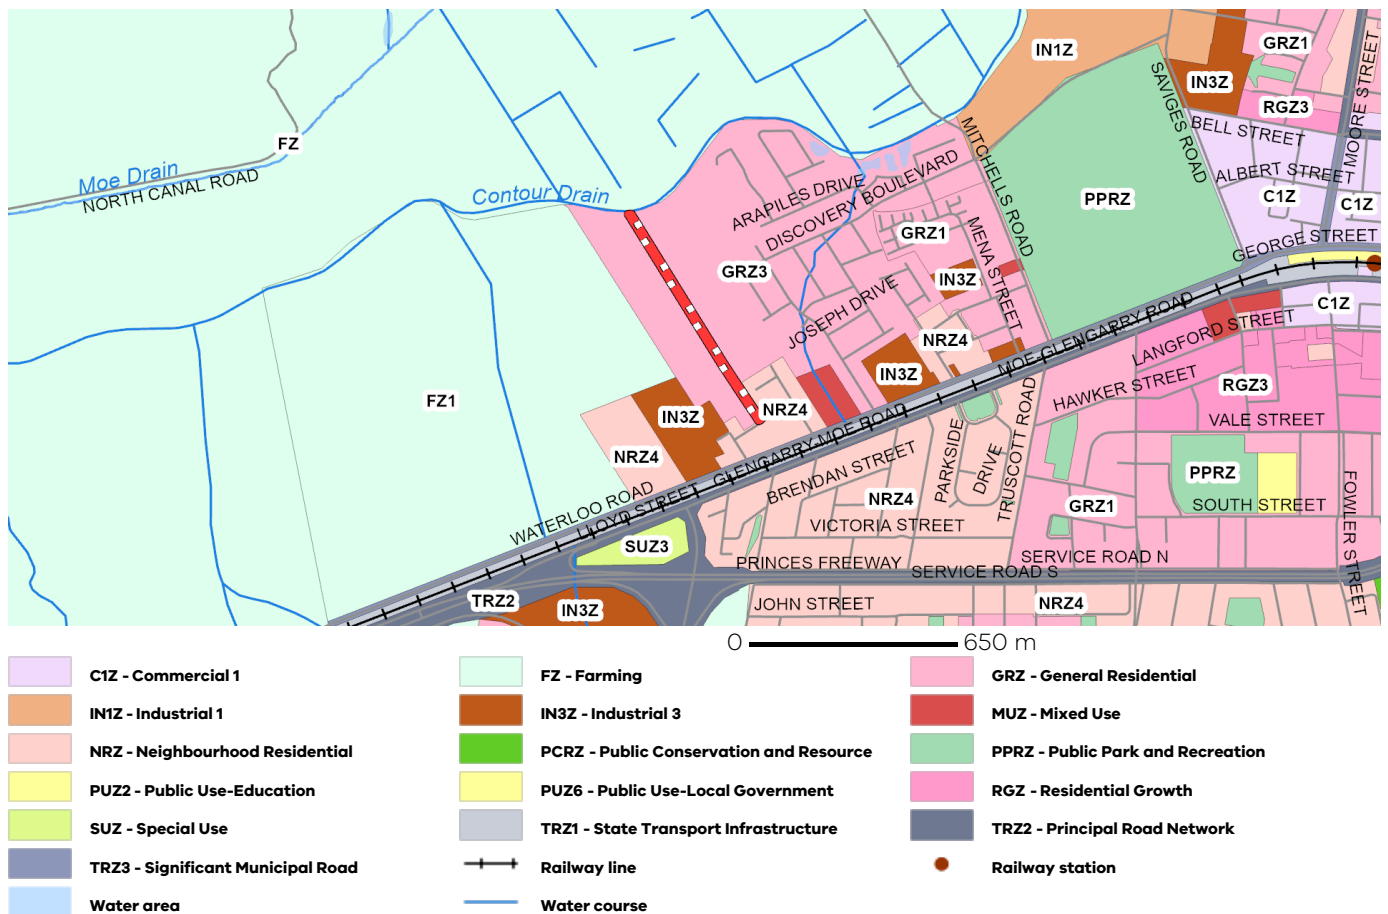 IN1Z
GRZ1
IN3Z
RGZ3
SAVIGES ROAD
MOORE STREET
BELL STREET
FZ
MITCHELLS ROAD
Moe Drain
NORTH CANAL ROAD
Contour Drain
ARAPILES DRIVE
DISCOVERY BOULEVARD
ALBERT STREET
C1Z
C1Z
PPRZ
GRZ1
MENA STREET
GEORGE STREET
GRZ3
IN3Z
JOSEPH DRIVE
C1Z
MOE-GLENGARRY ROAD
LANGFORD STREET
NRZ4
IN3Z
HAWKER STREET
RGZ3
FZ1
NRZ4
IN3Z
GLENGARRY-MOE ROAD
VALE STREET
TRUSCOTT ROAD
PARKSIDE
DRIVE
NRZ4
BRENDAN STREET
PPRZ
FOWLER STREET
WATERLOO ROAD
LLOYD STREET
NRZ4
GRZ1
SOUTH STREET
VICTORIA STREET
SUZ3
PRINCES FREEWAY
SERVICE ROAD N
SERVICE ROAD S
TRZ2
IN3Z
JOHN STREET
NRZ4
0 650 m
C1Z - Commercial 1
FZ - Farming
GRZ - General Residential
IN1Z - Industrial 1
IN3Z - Industrial 3
MUZ - Mixed Use
NRZ - Neighbourhood Residential
PCRZ - Public Conservation and Resource
PPRZ - Public Park and Recreation
PUZ2 - Public Use-Education
PUZ6 - Public Use-Local Government
RGZ - Residential Growth
SUZ - Special Use
TRZ1 - State Transport Infrastructure
TRZ2 - Principal Road Network
TRZ3 - Significant Municipal Road
Railway line
Railway station
Water area
Water course